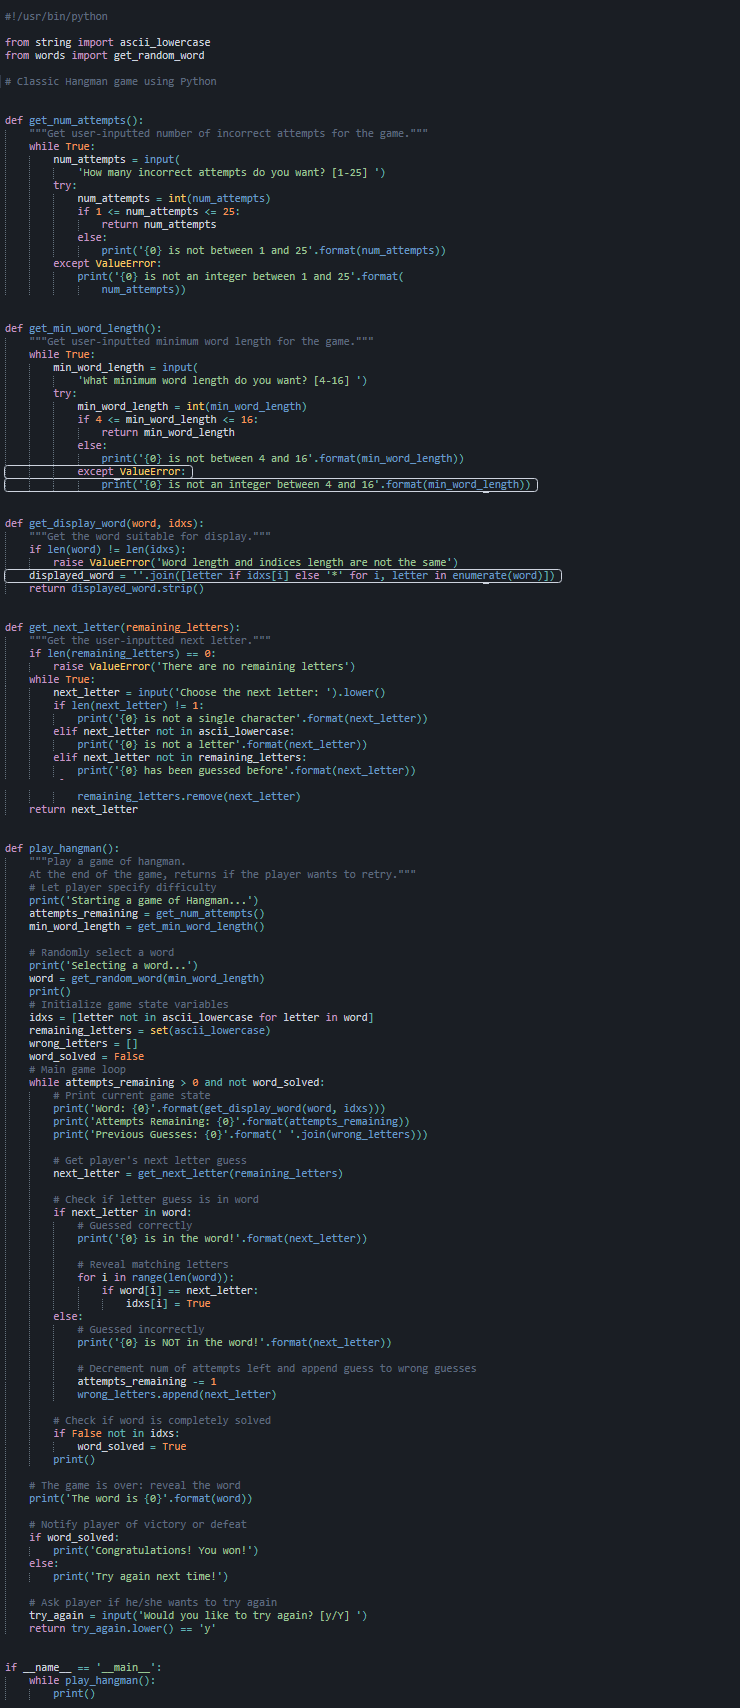 #!/usr/bin/python
from string import ascii_lowercase
from words import get_random_word
# Classic Hangman game using Python
def get_num_attempts():
    """Get user-inputted number of incorrect attempts for the game."""
    while True:
        num_attempts = input(
            'How many incorrect attempts do you want? [1-25] ')
        try:
            num_attempts = int(num_attempts)
            if 1 <= num_attempts <= 25:
                return num_attempts
            else:
                print('{0} is not between 1 and 25'.format(num_attempts))
        except ValueError:
            print('{0} is not an integer between 1 and 25'.format(
                num_attempts))
def get_min_word_length():
    """Get user-inputted minimum word length for the game."""
    while True:
        min_word_length = input(
            'What minimum word length do you want? [4-16] ')
        try:
            min_word_length = int(min_word_length)
            if 4 <= min_word_length <= 16:
                return min_word_length
            else:
                print('{0} is not between 4 and 16'.format(min_word_length))
            except ValueError:
                print('{0} is not an integer between 4 and 16'.format(min_word_length))
def get_display_word(word, idxs):
    """Get the word suitable for display."""
    if len(word) != len(idxs):
        raise ValueError('Word length and indices length are not the same')
    displayed_word = ''.join([letter if idxs[i] else '*' for i, letter in enumerate(word)])
    return displayed_word.strip()
def get_next_letter(remaining_letters):
    """Get the user-inputted next letter."""
    if len(remaining_letters) == 0:
        raise ValueError('There are no remaining letters')
    while True:
        next_letter = input('Choose the next letter: ').lower()
        if len(next_letter) != 1:
            print('{0} is not a single character'.format(next_letter))
        elif next_letter not in ascii_lowercase:
            print('{0} is not a letter'.format(next_letter))
        elif next_letter not in remaining_letters:
            print('{0} has been guessed before'.format(next_letter))
            remaining_letters.remove(next_letter)
    return next_letter
def play_hangman():
    """Play a game of hangman.
    At the end of the game, returns if the player wants to retry."""
    # Let player specify difficulty
    print('Starting a game of Hangman...')
    attempts_remaining = get_num_attempts()
    min_word_length = get_min_word_length()
    # Randomly select a word
    print('Selecting a word...')
    word = get_random_word(min_word_length)
    print()
    # Initialize game state variables
    idxs = [letter not in ascii_lowercase for letter in word]
    remaining_letters = set(ascii_lowercase)
    wrong_letters = []
    word_solved = False
    # Main game loop
    while attempts_remaining > 0 and not word_solved:
        # Print current game state
        print('Word: {0}'.format(get_display_word(word, idxs)))
        print('Attempts Remaining: {0}'.format(attempts_remaining))
        print('Previous Guesses: {0}'.format(' '.join(wrong_letters)))
        # Get player's next letter guess
        next_letter = get_next_letter(remaining_letters)
        # Check if letter guess is in word
        if next_letter in word:
            # Guessed correctly
            print('{0} is in the word!'.format(next_letter))
            # Reveal matching letters
            for i in range(len(word)):
                if word[i] == next_letter:
                    idxs[i] = True
        else:
            # Guessed incorrectly
            print('{0} is NOT in the word!'.format(next_letter))
            # Decrement num of attempts left and append guess to wrong guesses
            attempts_remaining -= 1
            wrong_letters.append(next_letter)
        # Check if word is completely solved
        if False not in idxs:
            word_solved = True
        print()
    # The game is over: reveal the word
    print('The word is {0}'.format(word))
    # Notify player of victory or defeat
    if word_solved:
        print('Congratulations! You won!')
    else:
        print('Try again next time!')
    # Ask player if he/she wants to try again
    try_again = input('Would you like to try again? [y/Y] ')
    return try_again.lower() == 'y'
if __name__ == '__main__':
    while play_hangman():
        print()